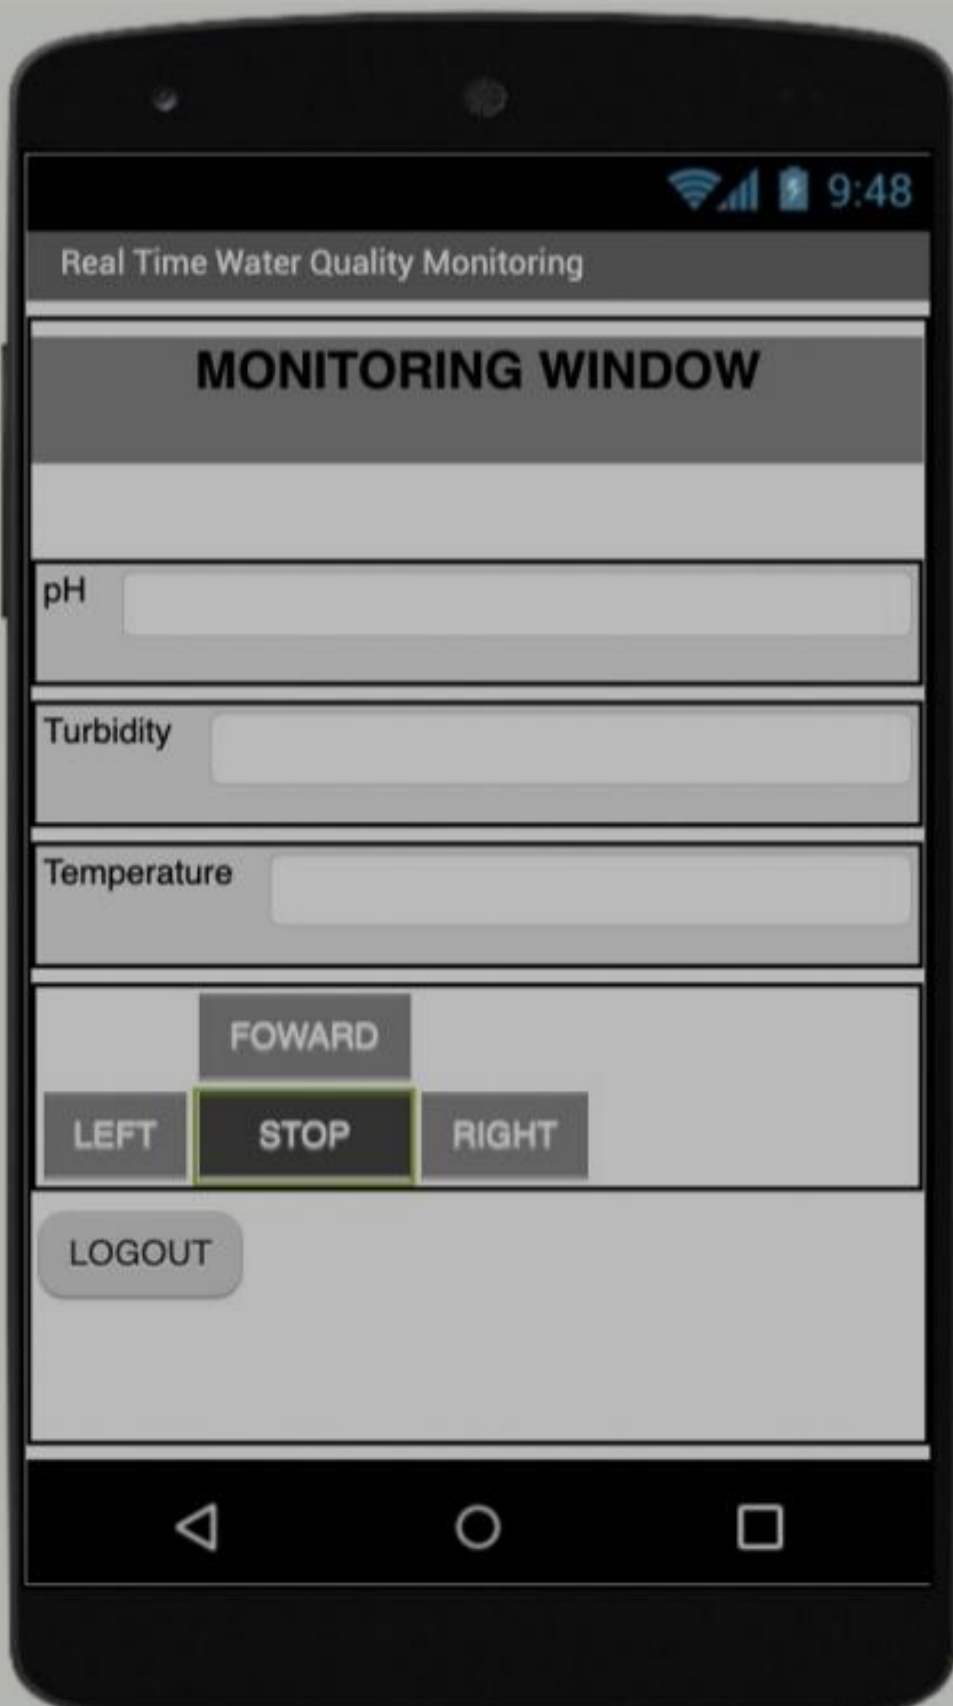 9:48
Real Time Water Quality Monitoring
MONITORING WINDOW
pH
Turbidity
Temperature
FOWARD
LEFT STOP RIGHT
LOGOUT